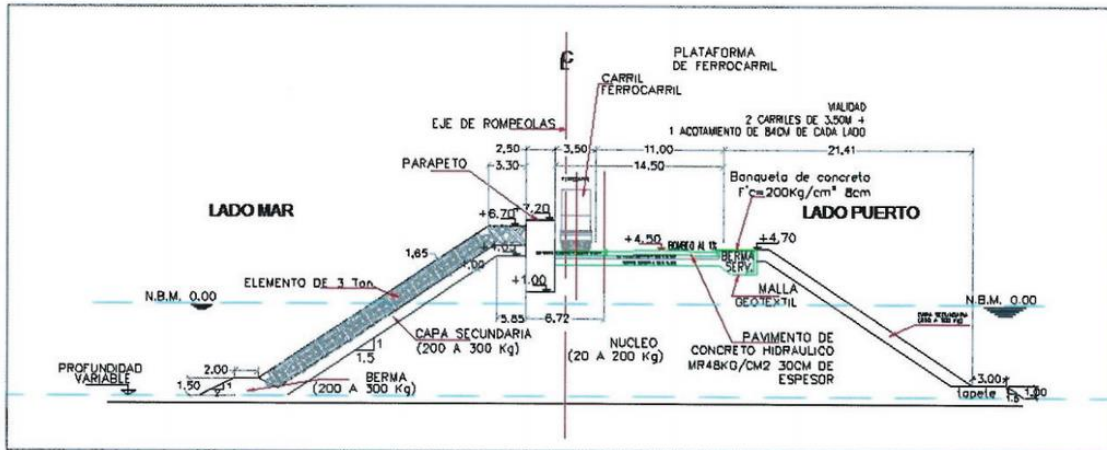 PLATAFORMA
DE FERROCARRIL
CARRIL
FERROCARRIL
VIALIDAD
2 CARRILES DE 3.50M +
1 ACOTAMIENTO DE 84CM DE CADA LADO
EJE DE ROMPEOLAS
2,50
3,50
11.00
21,41
3.30
14.50
PARAPETO
Banqueta de concreto
f'c=200Kg/cm² 8cm
LADO MAR
LADO PUERTO
+7.20
+6.70
+4.50
BOMBEO AL 1%
+4.70
1,65
BERMA
SERV.
ELEMENTO DE 3 Ton.
+1.00
MALLA
GEOTEXTIL
N.B.M. 0.00
N.B.M. 0.00
5.85
6.72
CAPA SECUNDARIA
(200 A 300 Kg)
NUCLEO
(20 A 200 Kg)
PAVIMENTO DE
CONCRETO HIDRAULICO
MR48KG/CM2 30CM DE
ESPESOR
CAPA SECUNDARIA
1
1.5
PROFUNDIDAD
VARIABLE
2.00
1.50
BERMA
(200 A 300 Kg)
3.00
Tapete
1.5
1.00